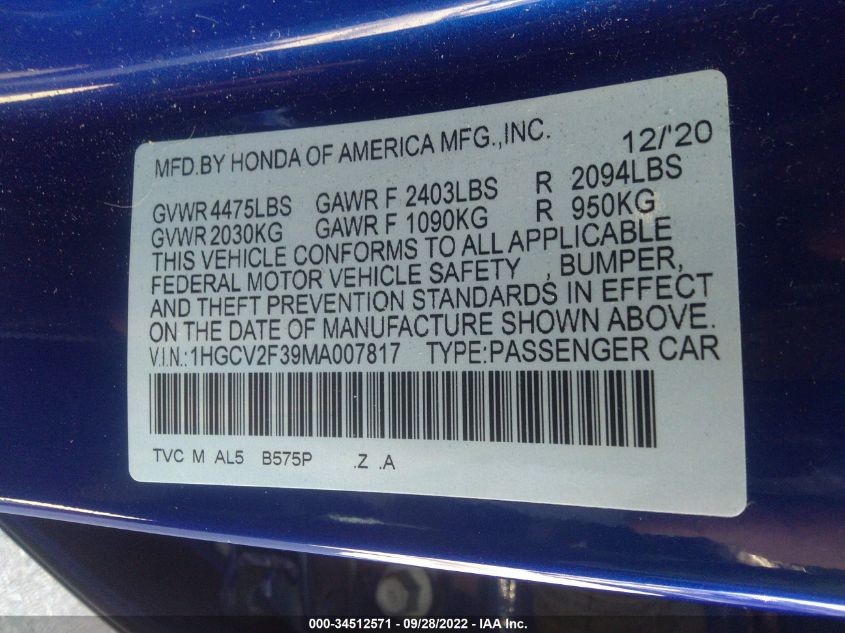 MFD.BY HONDA OF AMERICA MFG.,INC. 12/'20
GVWR 4475LBS GAWR F 2403LBS R 2094LBS
GVWR 2030KG GAWR F 1090KG R 950KG
THIS VEHICLE CONFORMS TO ALL APPLICABLE
FEDERAL MOTOR VEHICLE SAFETY , BUMPER,
AND THEFT PREVENTION STANDARDS IN EFFECT
ON THE DATE OF MANUFACTURE SHOWN ABOVE.
V.I.N.:1HGCV2F39MA007817 TYPE:PASSENGER CAR
TVC M AL5 B575P .Z .A
000-34512571 - 09/28/2022 - IAA Inc.